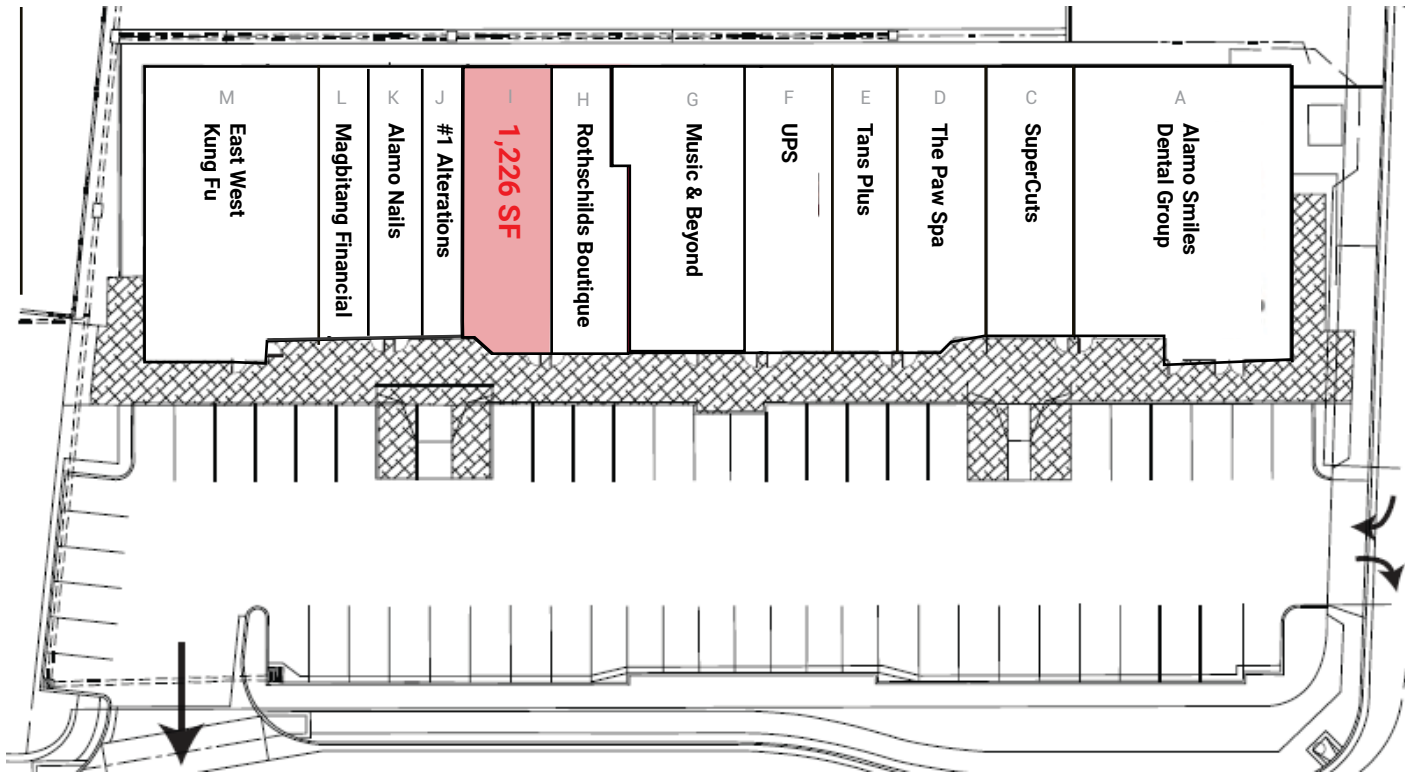 M
East West
Kung Fu
L
Magbitang Financial
K
Alamo Nails
J
#1 Alterations
I
1,226 SF
H
Rothschilds Boutique
G
Music & Beyond
F
UPS
E
Tans Plus
D
The Paw Spa
C
SuperCuts
A
Alamo Smiles
Dental Group